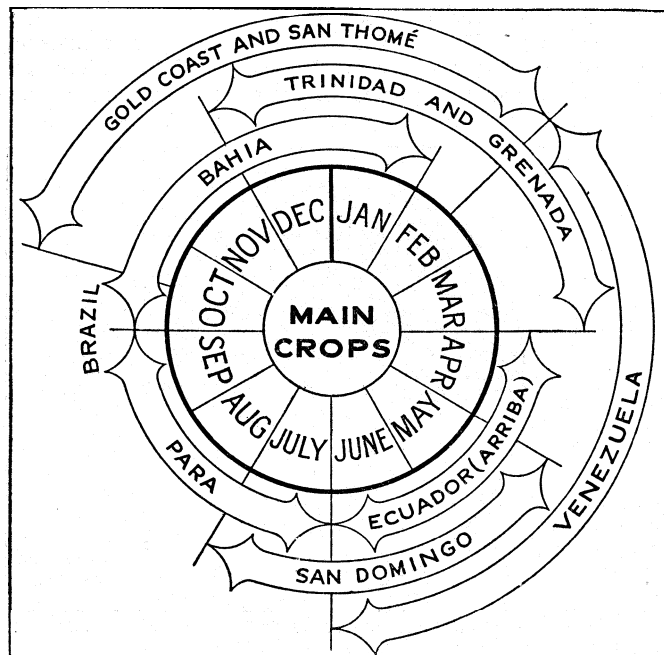 GOLD COAST AND SAN THOMÉ
TRINIDAD AND GRENADA
BAHIA
BRAZIL
PARA
ECUADOR (ARRIBA)
SAN DOMINGO
VENEZUELA
JAN
FEB
MAR
APR
MAY
JUNE
JULY
AUG
SEP
OCT
NOV
DEC
MAIN
CROPS